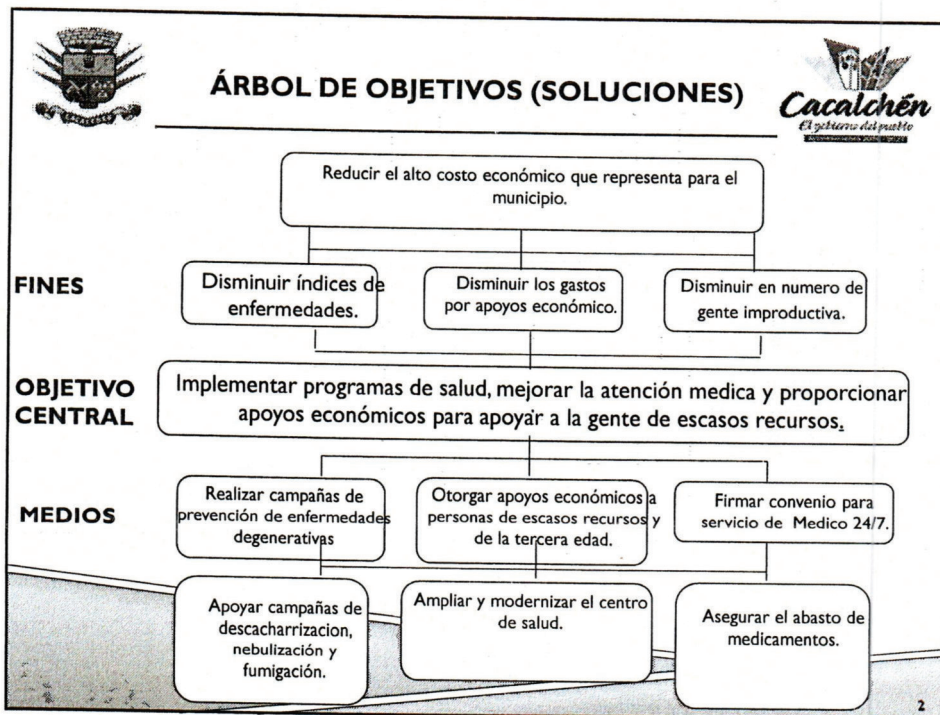 ÁRBOL DE OBJETIVOS (SOLUCIONES)
Cacalchén
El gobierno del pueblo
Reducir el alto costo económico que representa para el
municipio.
FINES
Disminuir índices de
enfermedades.
Disminuir los gastos
por apoyos económico.
Disminuir en numero de
gente improductiva.
OBJETIVO
CENTRAL
Implementar programas de salud, mejorar la atención medica y proporcionar
apoyos económicos para apoyar a la gente de escasos recursos.
MEDIOS
Realizar campañas de
prevención de enfermedades
degenerativas
Otorgar apoyos económicos a
personas de escasos recursos y
de la tercera edad.
Firmar convenio para
servicio de Medico 24/7.
Apoyar campañas de
descacharrizacion,
nebulización y
fumigación.
Ampliar y modernizar el centro
de salud.
Asegurar el abasto de
medicamentos.
2